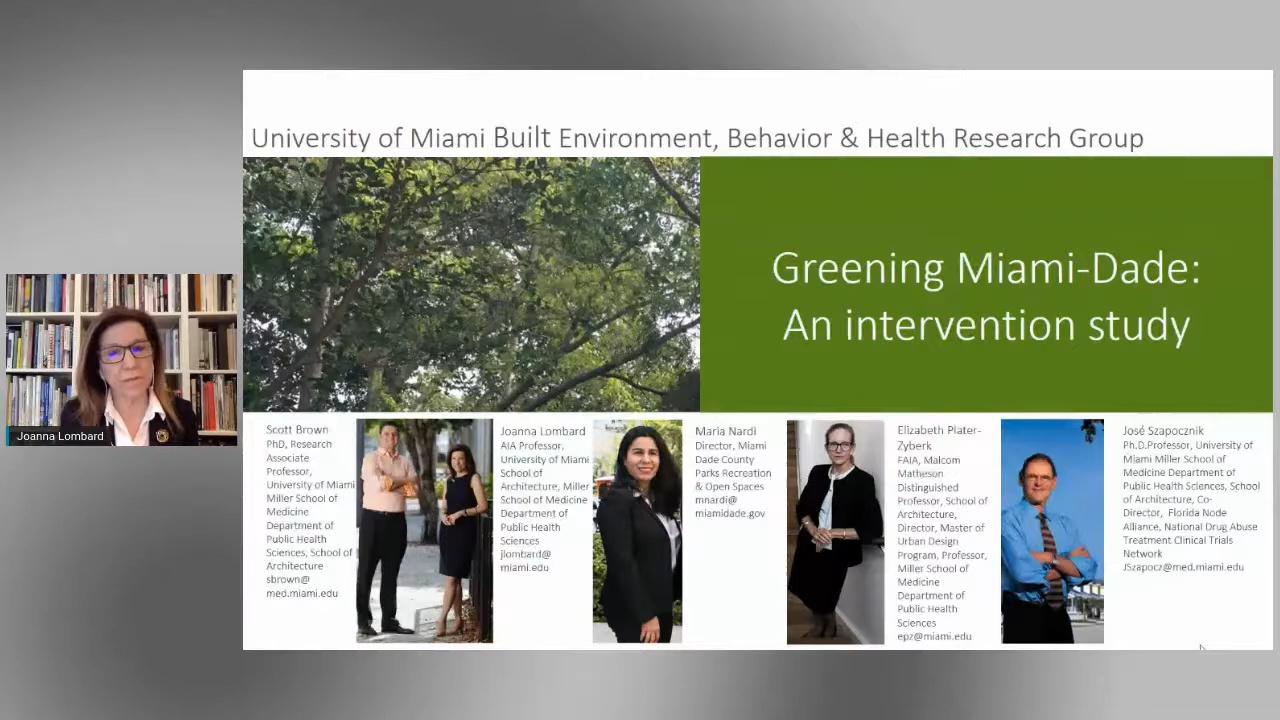 University of Miami Built Environment, Behavior & Health Research Group
Greening Miami-Dade:
An intervention study
Joanna Lombard
Scott Brown
PhD, Research
Associate
Professor,
University of Miami
Miller School of
Medicine
Department of
Public Health
Sciences, School of
Architecture
sbrown@
med.miami.edu
Joanna Lombard
AIA Professor,
University of Miami
School of
Architecture, Miller
School of Medicine
Department of
Public Health
Sciences
jlombard@
miami.edu
Maria Nardi
Director, Miami
Dade County
Parks Recreation
& Open Spaces
mnardi@
miamidade.gov
Elizabeth Plater-
Zyberk
FAIA, Malcom
Matheson
Distinguished
Professor, School of
Architecture,
Director, Master of
Urban Design
Program, Professor,
Miller School of
Medicine
Department of
Public Health
Sciences
epz@miami.edu
José Szapocznik
Ph.D.Professor, University of
Miami Miller School of
Medicine Department of
Public Health Sciences, School
of Architecture, Co-
Director, Florida Node
Alliance, National Drug Abuse
Treatment Clinical Trials
Network
JSzapocz@med.miami.edu